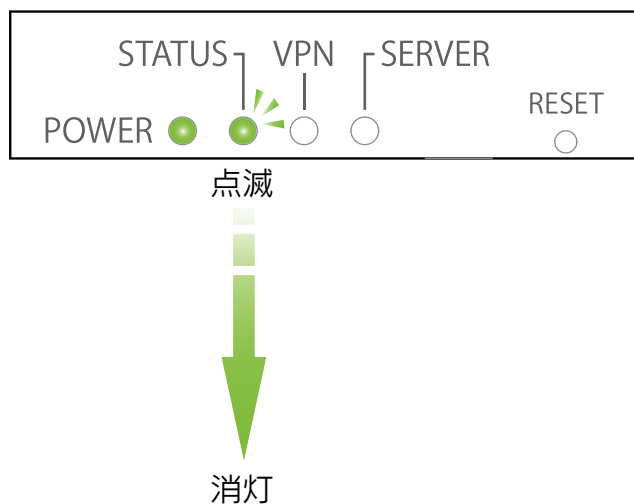 STATUS VPN SERVER
POWER
RESET
点滅
消灯